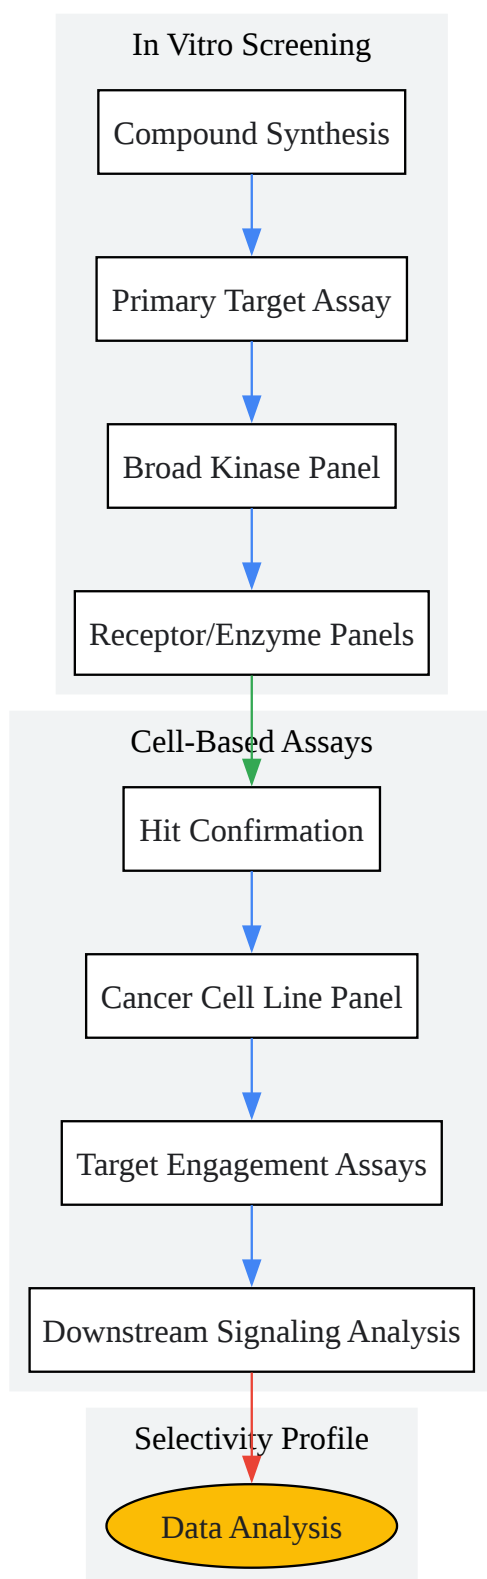 In Vitro Screening
Compound Synthesis
Primary Target Assay
Broad Kinase Panel
Receptor/Enzyme Panels
Cell-Based Assays
Hit Confirmation
Cancer Cell Line Panel
Target Engagement Assays
Downstream Signaling Analysis
Selectivity Profile
Data Analysis